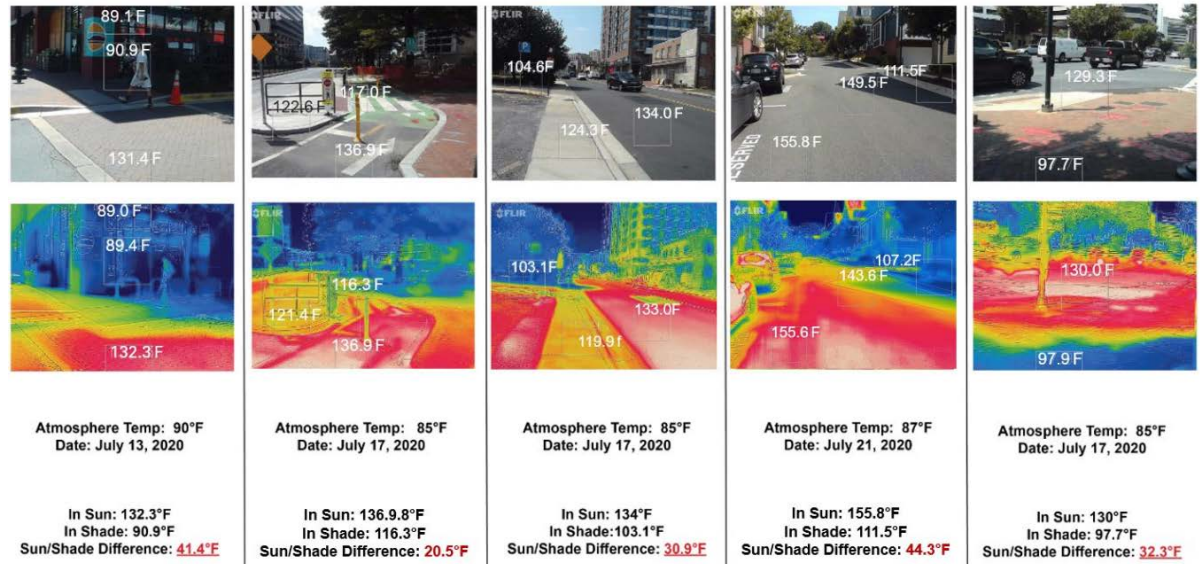 89.1 F
90.9 F
131.4 F
FLIR
117.0 F
122.6 F
136.9 F
FLIR
104.6 F
134.0 F
124.3 F
FLIR
111.5 F
149.5 F
155.8 F
RESERVED
129.3 F
97.7 F
89.0 F
89.4 F
132.3 F
FLIR
116.3 F
121.4 F
136.9 F
FLIR
103.1 F
133.0F
119.9 f
FLIR
107.2 F
143.6 F
155.6 F
130.0 F
97.9 F
Atmosphere Temp: 90°F
Date: July 13, 2020
In Sun: 132.3°F
In Shade: 90.9°F
Sun/Shade Difference: 41.4°F
Atmosphere Temp: 85°F
Date: July 17, 2020
In Sun: 136.9.8°F
In Shade: 116.3°F
Sun/Shade Difference: 20.5°F
Atmosphere Temp: 85°F
Date: July 17, 2020
In Sun: 134°F
In Shade:103.1°F
Sun/Shade Difference: 30.9°F
Atmosphere Temp: 87°F
Date: July 21, 2020
In Sun: 155.8°F
In Shade: 111.5°F
Sun/Shade Difference: 44.3°F
Atmosphere Temp: 85°F
Date: July 17, 2020
In Sun: 130°F
In Shade: 97.7°F
Sun/Shade Difference: 32.3°F